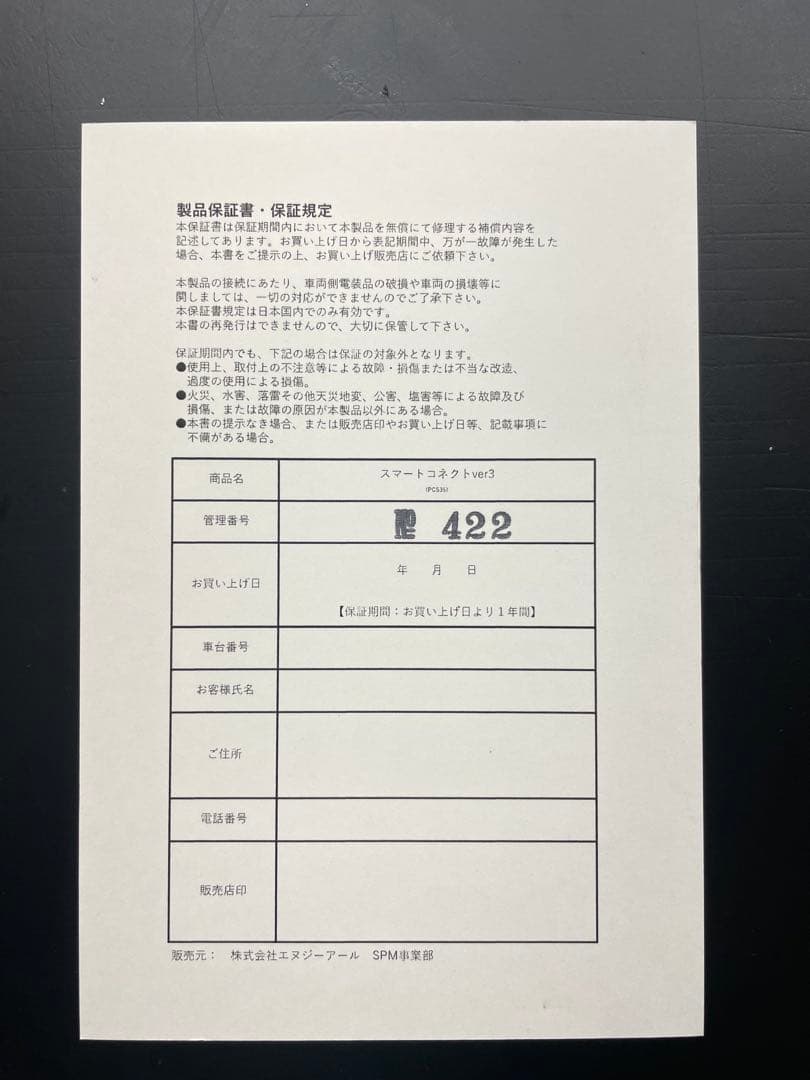 製品保証書・保証規定
本保証書は保証期間内において本製品を無償にて修理する補償内容を
記述してあります。お買い上げ日から表記期間中、万が一故障が発生した
場合、本書をご提示の上、お買い上げ販売店にご依頼下さい。
本製品の接続にあたり、車両側電装品の破損や車両の損壊等に
関しましては、一切の対応ができませんのでご了承下さい。
本保証書規定は日本国内でのみ有効です。
本書の再発行はできませんので、大切に保管して下さい。
保証期間内でも、下記の場合は保証の対象外となります。
●使用上、取付上の不注意等による故障・損傷または不当な改造、
過度の使用による損傷。
●火災、水害、落雷その他天災地変、公害、塩害等による故障及び
損傷、または故障の原因が本製品以外にある場合。
●本書の提示なき場合、または販売店印やお買い上げ日等、記載事項に
不備がある場合。
商品名 スマートコネクトver3
(PCS35)
管理番号 № 422
お買い上げ日 年 月 日
【保証期間：お買い上げ日より１年間】
車台番号
お客様氏名
ご住所
電話番号
販売店印
販売元： 株式会社エヌジーアール SPM事業部